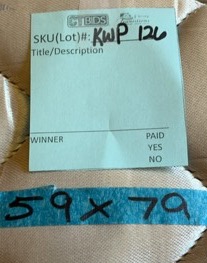 BIDS
SKU(Lot)#: KWP 126
Title/Description
WINNER PAID
YES
NO
59 x 79